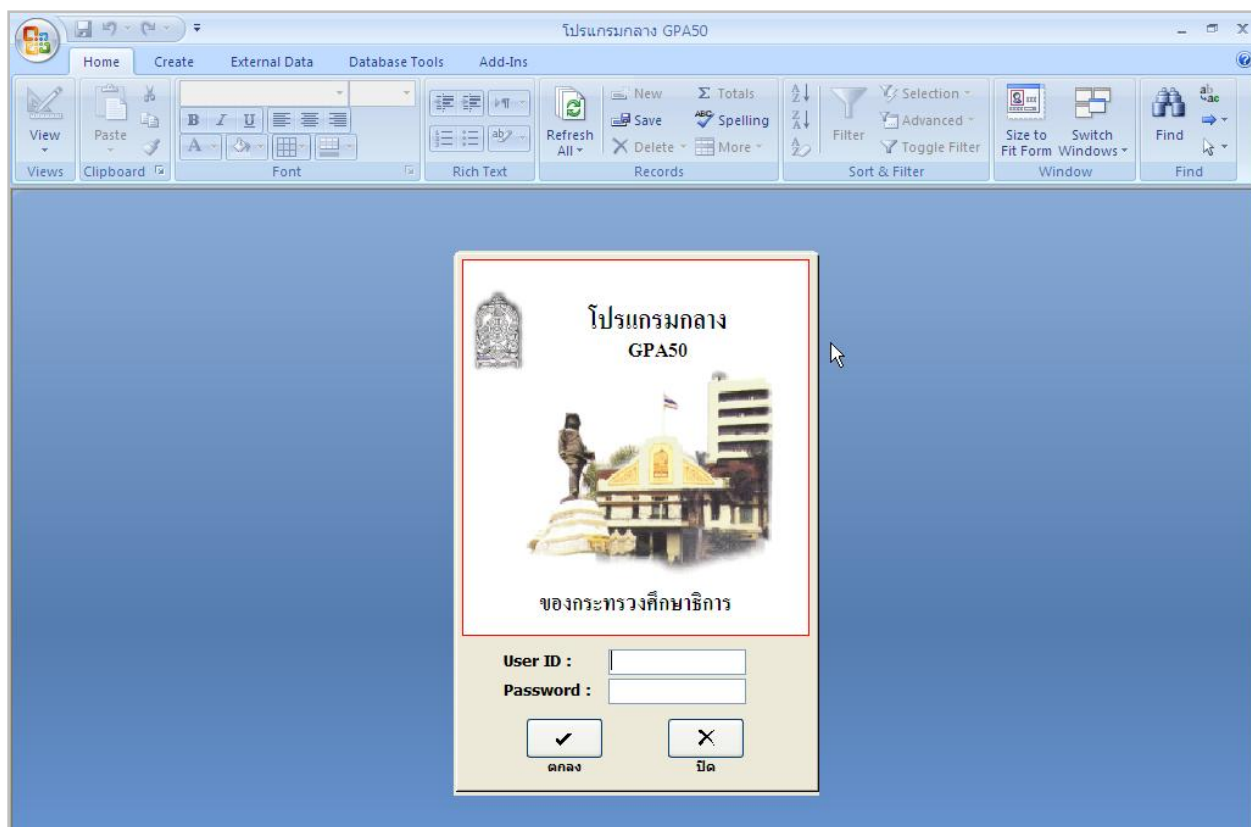 โปรแกรมกลาง GPA50
Home Create External Data Database Tools Add-Ins
View
Paste
B I U
A
Refresh All
New
Save
Delete
Σ Totals
Spelling
More
Filter
Selection
Advanced
Toggle Filter
Size to Fit Form
Switch Windows
Find
Views Clipboard Font Rich Text Records Sort & Filter Window Find
โปรแกรมกลาง
GPA50
ของกระทรวงศึกษาธิการ
User ID :
Password :
ตกลง ปิด